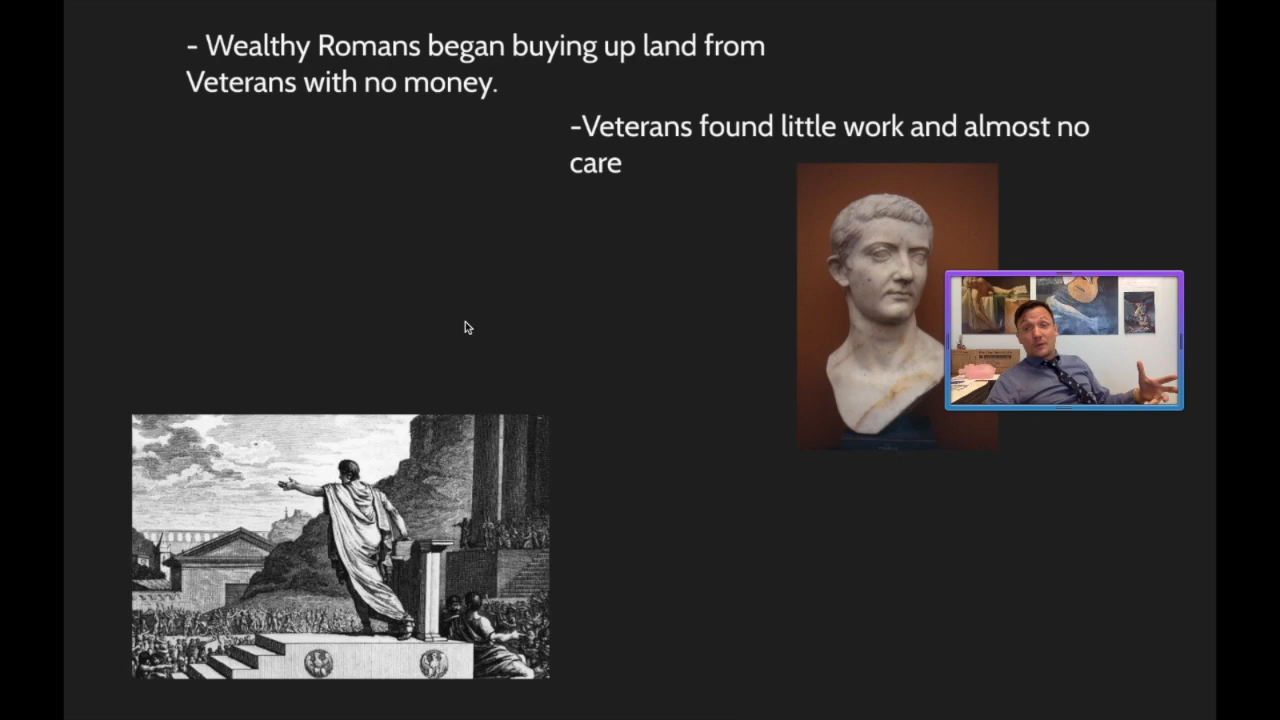 - Wealthy Romans began buying up land from
Veterans with no money.
-Veterans found little work and almost no
care